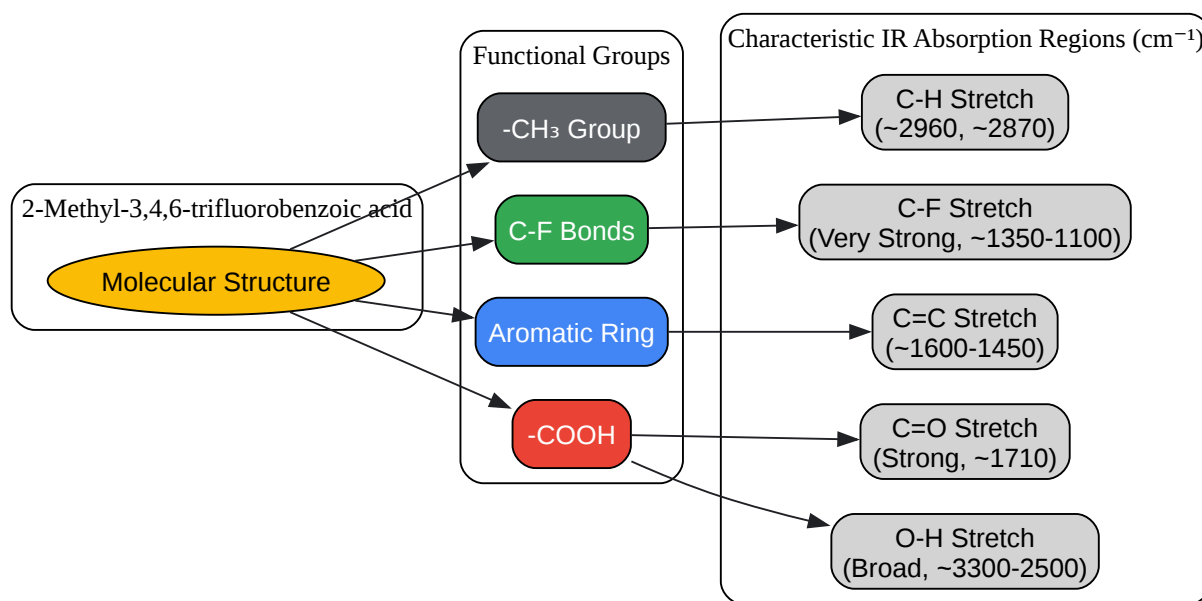 2-Methyl-3,4,6-trifluorobenzoic acid
Molecular Structure
Functional Groups
-CH₃ Group
C-F Bonds
Aromatic Ring
-COOH
Characteristic IR Absorption Regions (cm⁻¹)
C-H Stretch
(~2960, ~2870)
C-F Stretch
(Very Strong, ~1350-1100)
C=C Stretch
(~1600-1450)
C=O Stretch
(Strong, ~1710)
O-H Stretch
(Broad, ~3300-2500)